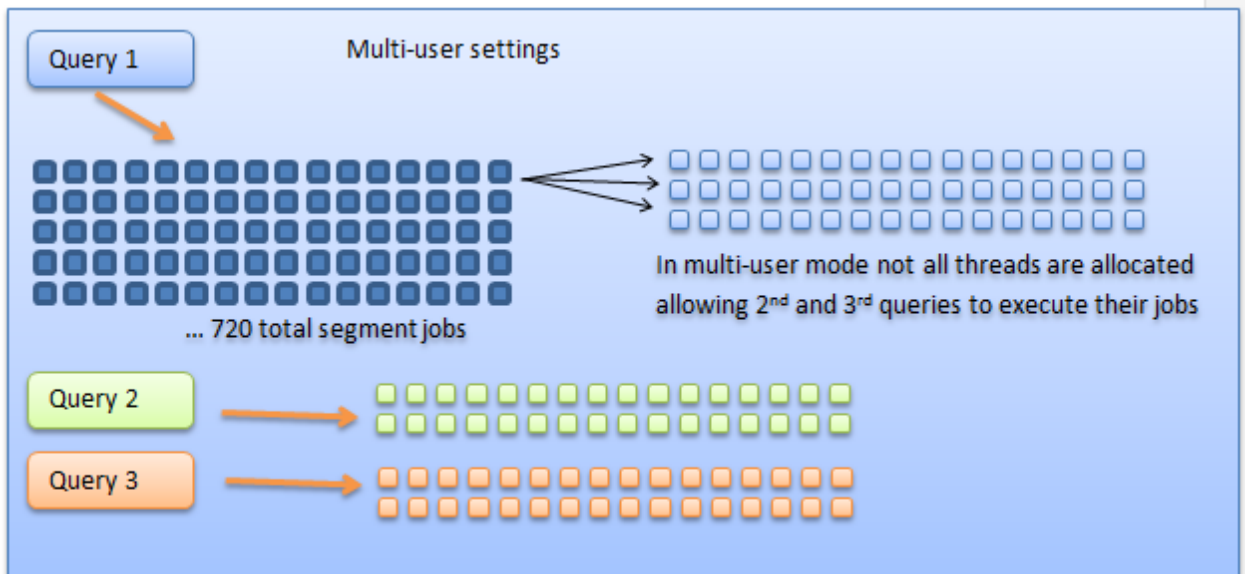 Query 1
Multi-user settings
In multi-user mode not all threads are allocated
allowing 2nd and 3rd queries to execute their jobs
... 720 total segment jobs
Query 2
Query 3